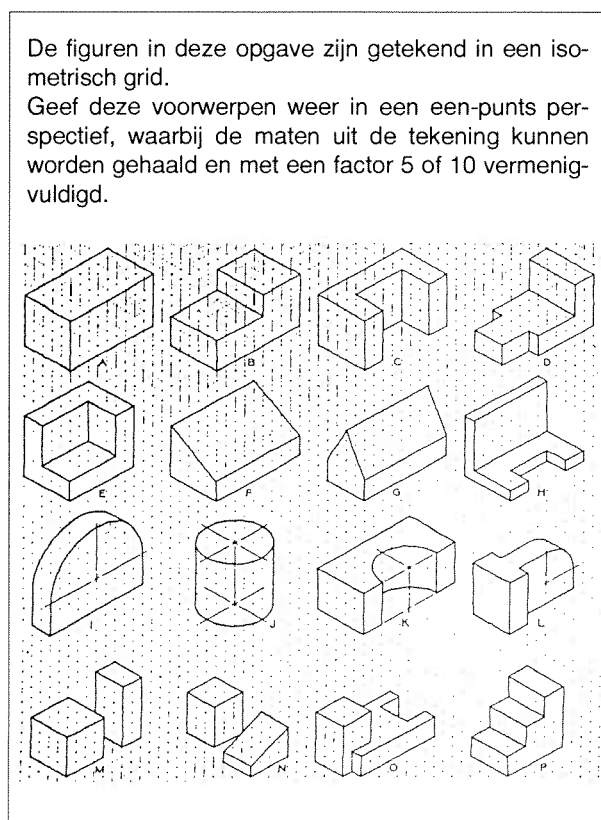 De figuren in deze opgave zijn getekend in een iso-
metrisch grid.
Geef deze voorwerpen weer in een een-punts per-
spectief, waarbij de maten uit de tekening kunnen
worden gehaald en met een factor 5 of 10 vermenig-
vuldigd.
A B C D
E F G H
I J K L
M N O P